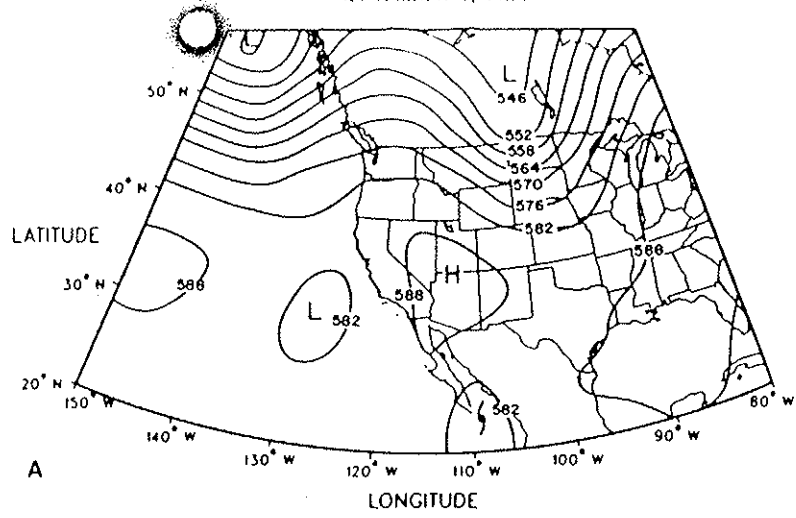 L
546
50° N
552
558
564
570
40° N
576
582
LATITUDE
588
588
H
30° N
588
L
582
20° N
150° W
582
80° W
140° W
90° W
130° W
120° W
110° W
100° W
A
LONGITUDE